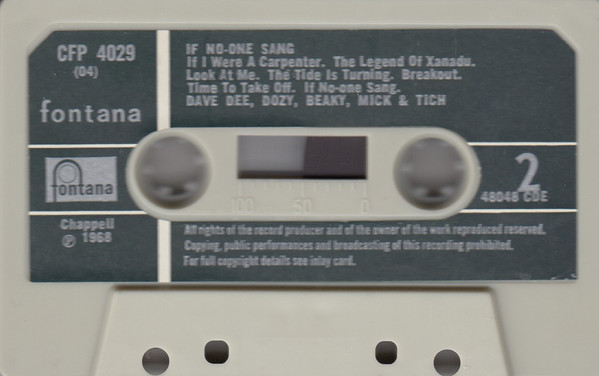 CFP 4029
(04)
fontana
IF NO-ONE SANG
If I Were A Carpenter. The Legend Of Xanadu.
Look At Me. The Tide Is Turning. Breakout.
Time To Take Off. If No-one Sang.
DAVE DEE, DOZY, BEAKY, MICK & TICH
fontana
100 50 0
2
48048 CDE
Chappell
℗ 1968
All rights of the record producer and of the owner of the work reproduced reserved.
Copying, public performances and broadcasting of this recording prohibited.
For full copyright details see inlay card.